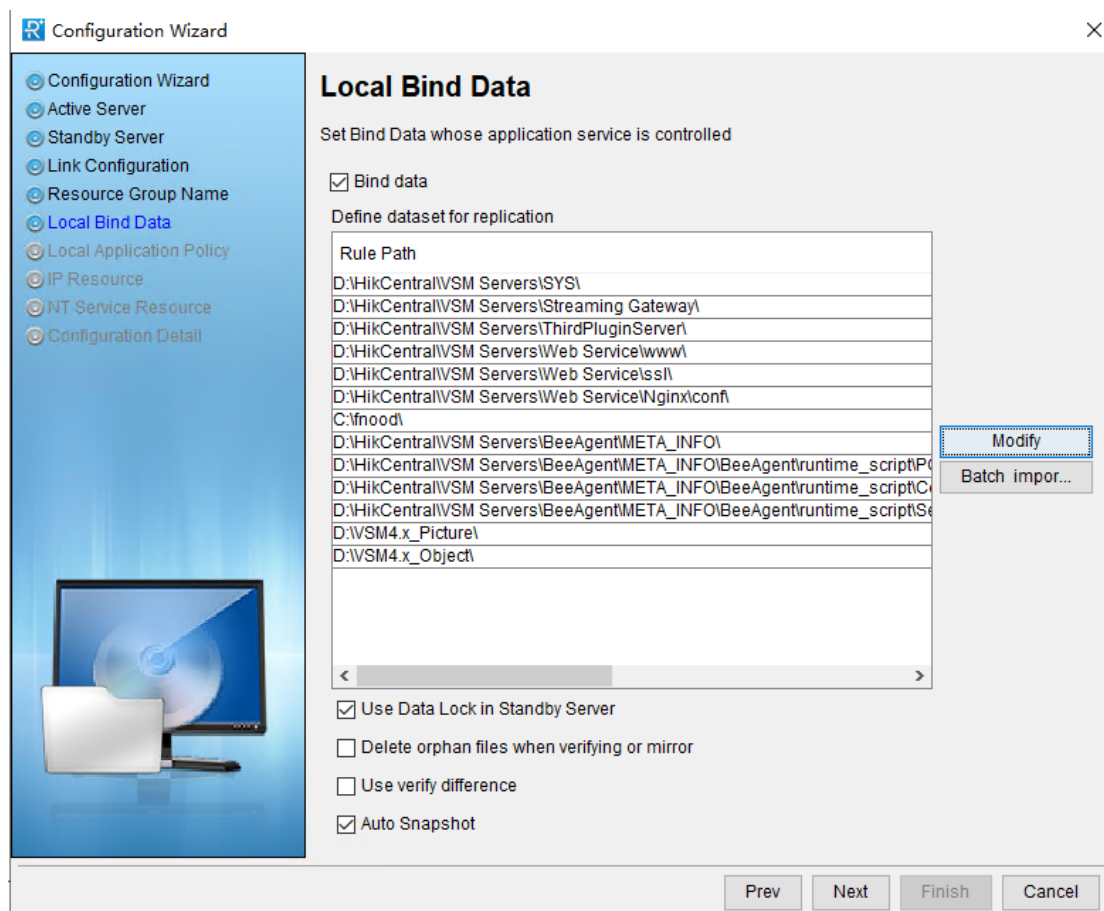 Configuration Wizard
Configuration Wizard
Active Server
Standby Server
Link Configuration
Resource Group Name
Local Bind Data
Local Application Policy
IP Resource
NT Service Resource
Configuration Detail
Local Bind Data
Set Bind Data whose application service is controlled
Bind data
Define dataset for replication
Rule Path
D:\HikCentral\VSM Servers\SYS\
D:\HikCentral\VSM Servers\Streaming Gateway\
D:\HikCentral\VSM Servers\ThirdPluginServer\
D:\HikCentral\VSM Servers\Web Service\www\
D:\HikCentral\VSM Servers\Web Service\ssl\
D:\HikCentral\VSM Servers\Web Service\Nginx\conf\
C:\fnood\
D:\HikCentral\VSM Servers\BeeAgent\META_INFO\
D:\HikCentral\VSM Servers\BeeAgent\META_INFO\BeeAgent\runtime_script\
D:\HikCentral\VSM Servers\BeeAgent\META_INFO\BeeAgent\runtime_script\
D:\HikCentral\VSM Servers\BeeAgent\META_INFO\BeeAgent\runtime_script\Se
D:\VSM4.x_Picture\
D:\VSM4.x_Object\
Modify
Batch impor...
Use Data Lock in Standby Server
Delete orphan files when verifying or mirror
Use verify difference
Auto Snapshot
Prev Next Finish Cancel